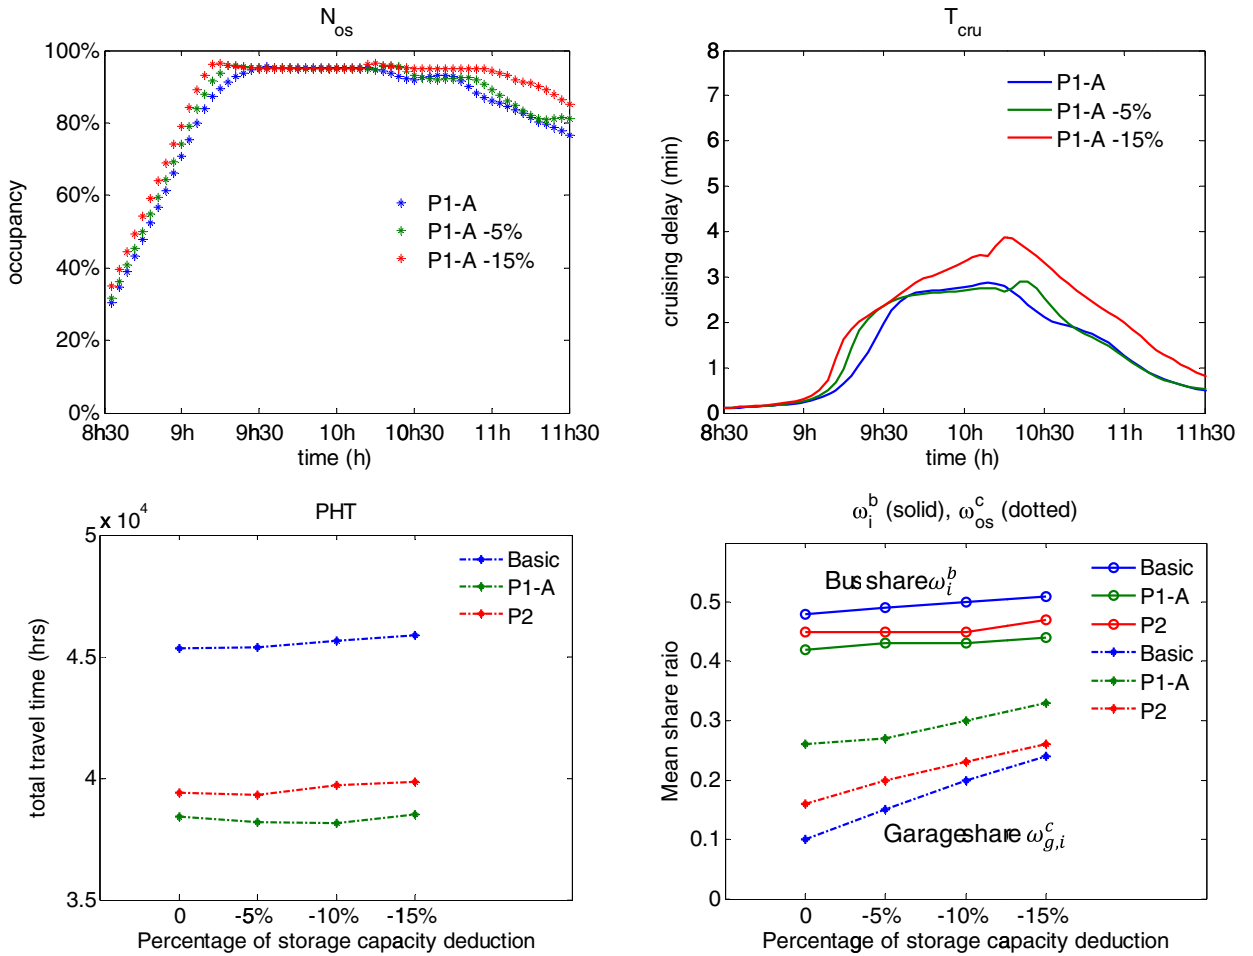 N_os
100%
80%
60%
40%
20%
0%
occupancy
P1-A
P1-A -5%
P1-A -15%
8h30 9h 9h30 10h 10h30 11h 11h30
time (h)
T_cru
8
7
6
5
4
3
2
1
0
cruising delay (min)
P1-A
P1-A -5%
P1-A -15%
8h30 9h 9h30 10h 10h30 11h 11h30
time (h)
PHT
x 10^4
5
4.5
4
3.5
total travel time (hrs)
Basic
P1-A
P2
0 -5% -10% -15%
Percentage of storage capacity deduction
ω_i^b (solid), ω_os^c (dotted)
0.5
0.4
0.3
0.2
0.1
0
Mean share raio
Bus share ω_i^b
Garage share ω_{g,i}^c
Basic
P1-A
P2
Basic
P1-A
P2
0 -5% -10% -15%
Percentage of storage capacity deduction